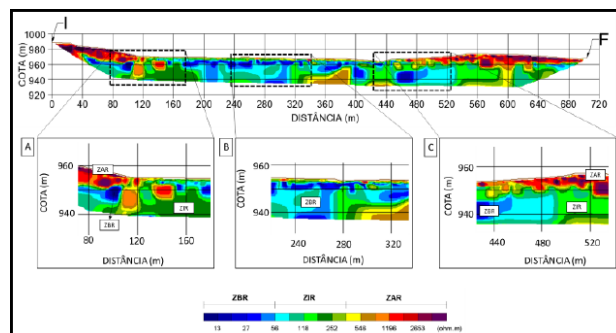 I
F
1000
980
960
940
920
COTA (m)
0 40 80 120 160 200 240 280 320 360 400 440 480 520 560 600 640 680 720
DISTÂNCIA (m)
A
ZAR
960
940
COTA (m)
ZIR
ZBR
80 120 160
DISTÂNCIA (m)
B
960
940
COTA (m)
ZBR
240 280 320
DISTÂNCIA (m)
C
960
940
COTA (m)
ZAR
ZBR
ZIR
440 480 520
DISTÂNCIA (m)
ZBR ZIR ZAR
13 27 56 118 252 546 1196 2653 (ohm.m)